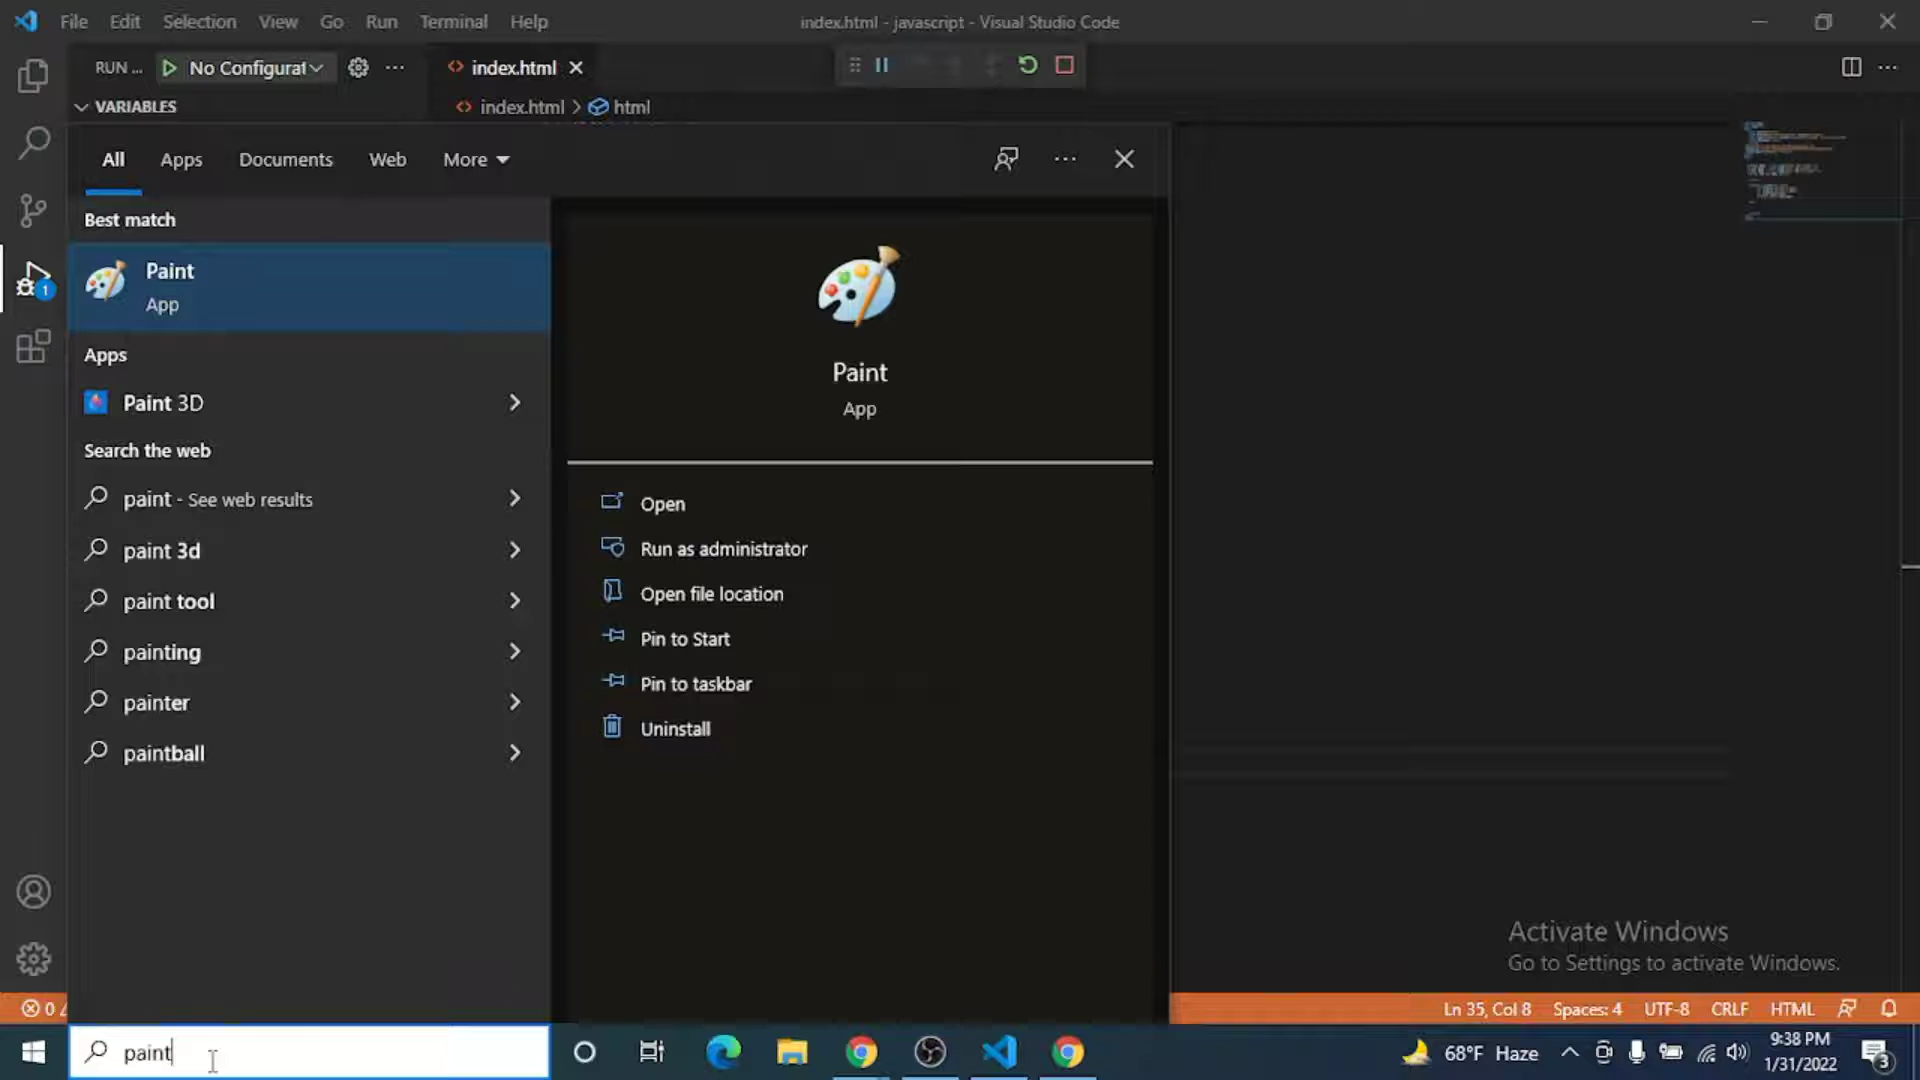 File Edit Selection View Go Run Terminal Help index.html - javascript - Visual Studio Code
RUN ... No Configurat index.html
VARIABLES index.html > html
All Apps Documents Web More
Best match
Paint
App
Apps
Paint 3D
Search the web
paint - See web results
paint 3d
paint tool
painting
painter
paintball
Paint
App
Open
Run as administrator
Open file location
Pin to Start
Pin to taskbar
Uninstall
1
Activate Windows
Go to Settings to activate Windows.
0 Ln 35, Col 8 Spaces: 4 UTF-8 CRLF HTML
paint 68°F Haze 9:38 PM
1/31/2022 3